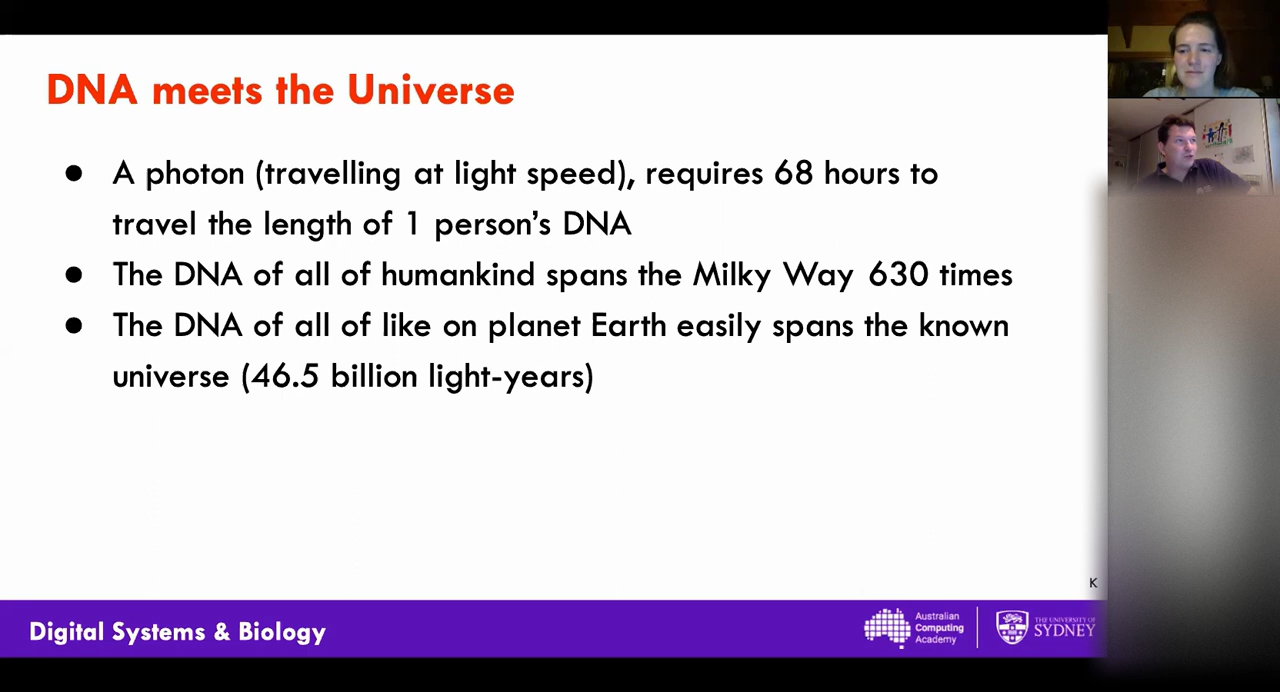 DNA meets the Universe
● A photon (travelling at light speed), requires 68 hours to
travel the length of 1 person's DNA
● The DNA of all of humankind spans the Milky Way 630 times
● The DNA of all of like on planet Earth easily spans the known
universe (46.5 billion light-years)
K
Digital Systems & Biology
Australian
Computing
Academy
THE UNIVERSITY OF
SYDNEY